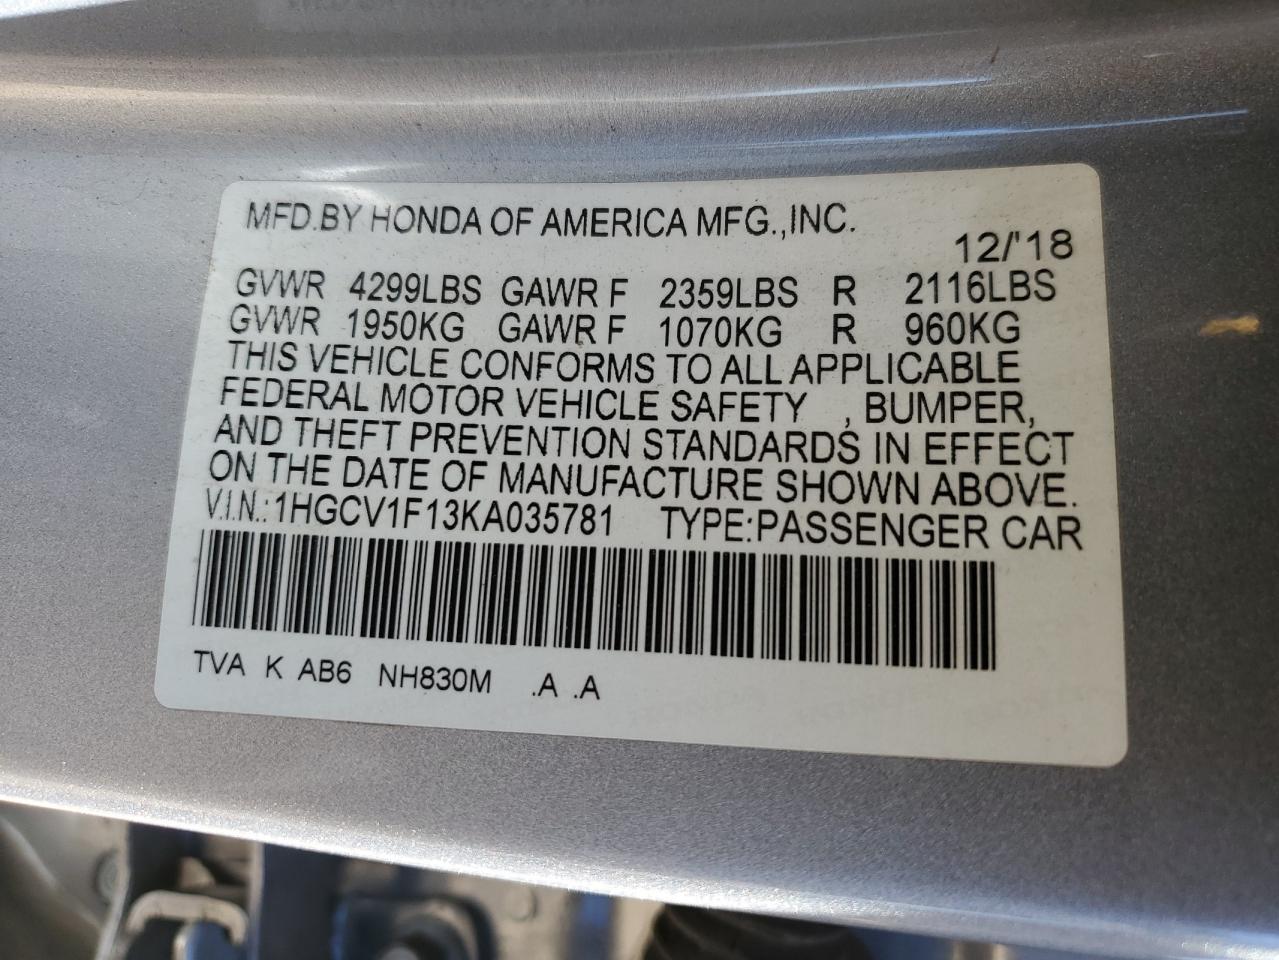 MFD.BY HONDA OF AMERICA MFG.,INC.
12/'18
GVWR 4299LBS GAWR F 2359LBS R 2116LBS
GVWR 1950KG GAWR F 1070KG R 960KG
THIS VEHICLE CONFORMS TO ALL APPLICABLE
FEDERAL MOTOR VEHICLE SAFETY , BUMPER,
AND THEFT PREVENTION STANDARDS IN EFFECT
ON THE DATE OF MANUFACTURE SHOWN ABOVE.
V.I.N.: 1HGCV1F13KA035781 TYPE:PASSENGER CAR
TVA K AB6 NH830M .A .A